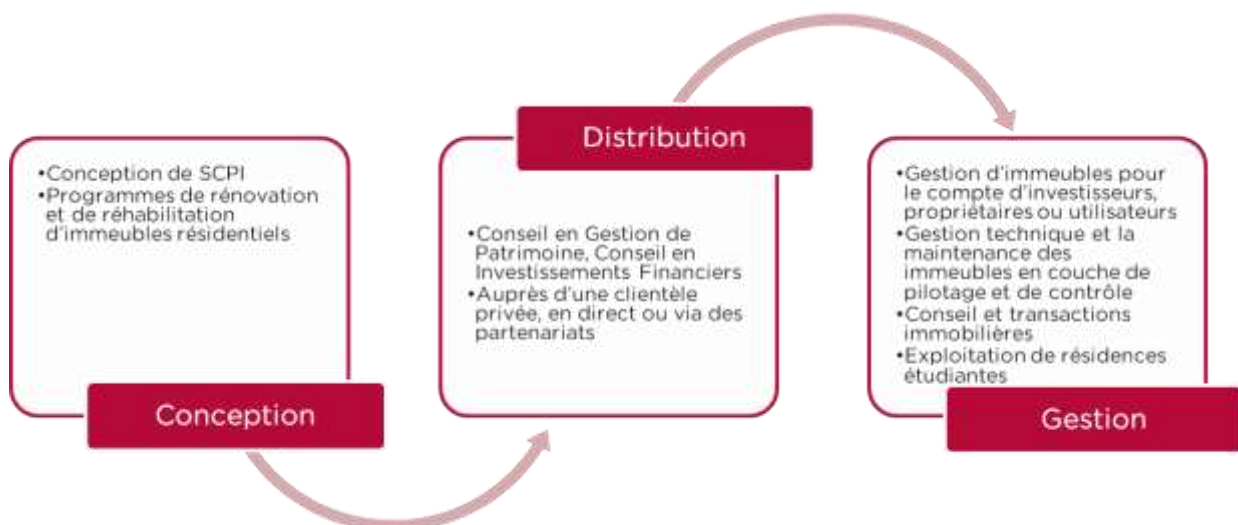 •Conception de SCPI
•Programmes de rénovation
et de réhabilitation
d'immeubles résidentiels
Conception
Distribution
•Conseil en Gestion de
Patrimoine, Conseil en
Investissements Financiers
•Auprès d'une clientèle
privée, en direct ou via des
partenariats
•Gestion d'immeubles pour
le compte d'investisseurs,
propriétaires ou utilisateurs
•Gestion technique et la
maintenance des
immeubles en couche de
pilotage et de contrôle
•Conseil et transactions
immobilières
•Exploitation de résidences
étudiantes
Gestion